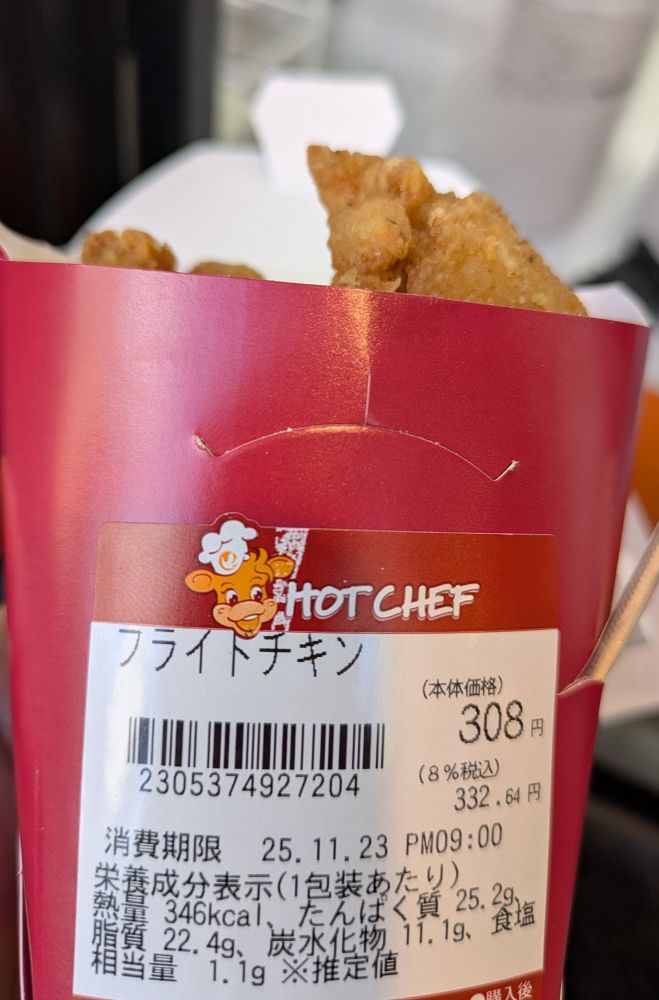 HOT CHEF
フライドチキン
(本体価格)
308円
(8%税込)
332.64円
2305374927204
消費期限 25.11.23 PM09:00
栄養成分表示(1包装あたり)
熱量 346kcal、たんぱく質 25.2g、
脂質 22.4g、炭水化物 11.1g、食塩
相当量 1.1g ※推定値
●購入後